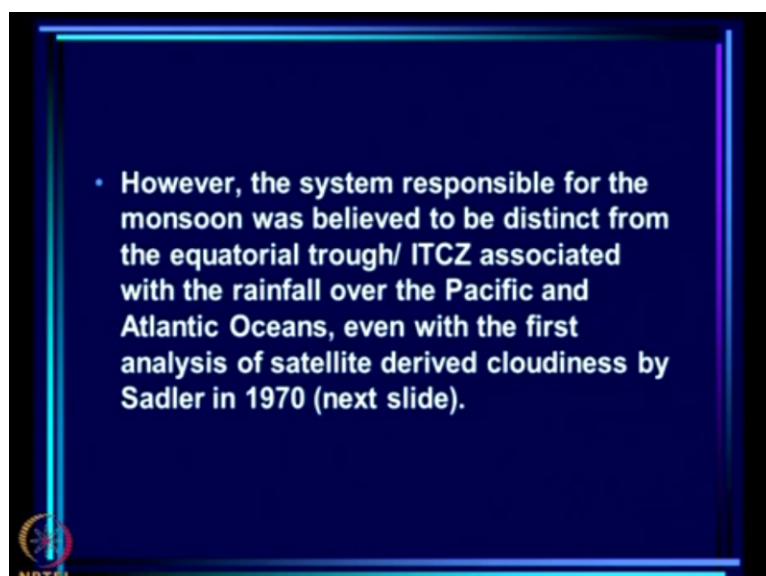 • However, the system responsible for the
monsoon was believed to be distinct from
the equatorial trough/ ITCZ associated
with the rainfall over the Pacific and
Atlantic Oceans, even with the first
analysis of satellite derived cloudiness by
Sadler in 1970 (next slide).
NPTEL